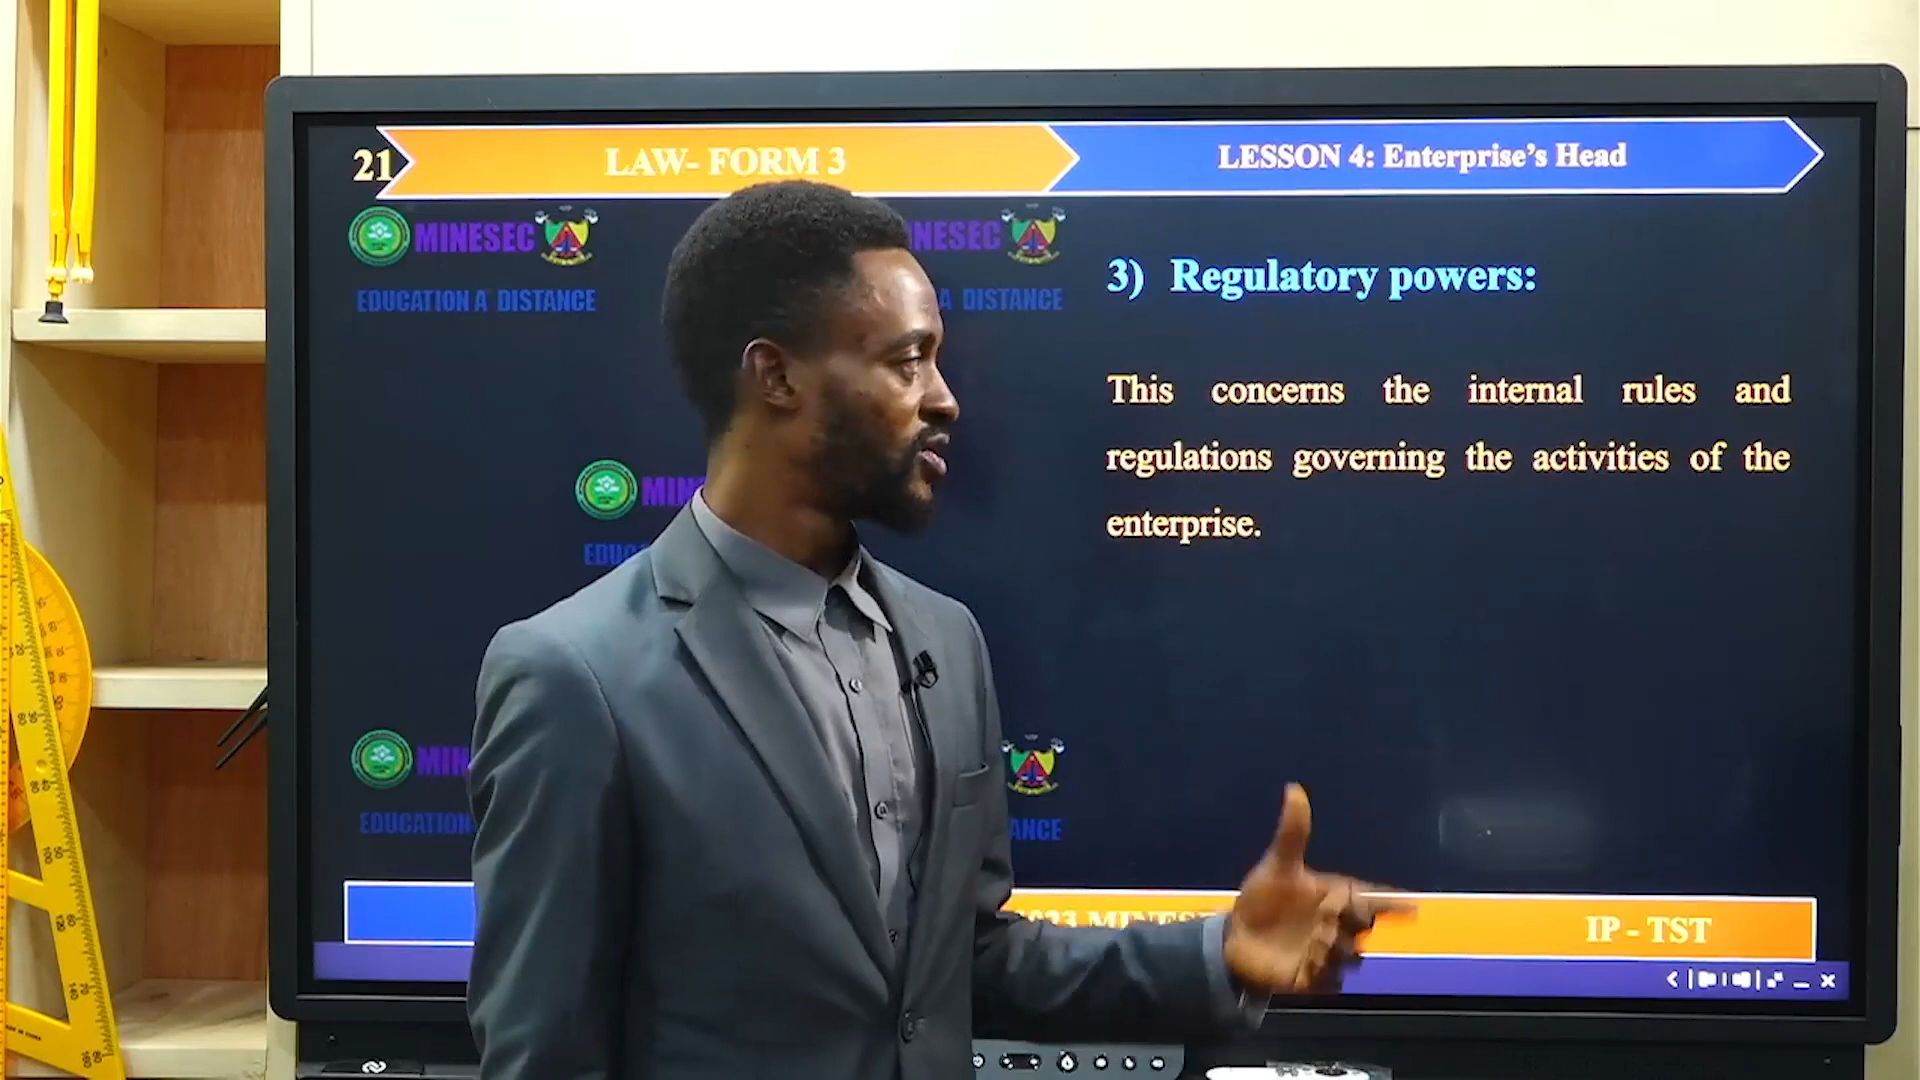 21
LAW- FORM 3
LESSON 4: Enterprise's Head
MINESEC
EDUCATION A DISTANCE
A DISTANCE
3) Regulatory powers:
This concerns the internal rules and
regulations governing the activities of the
enterprise.
EDUCATION
IP - TST